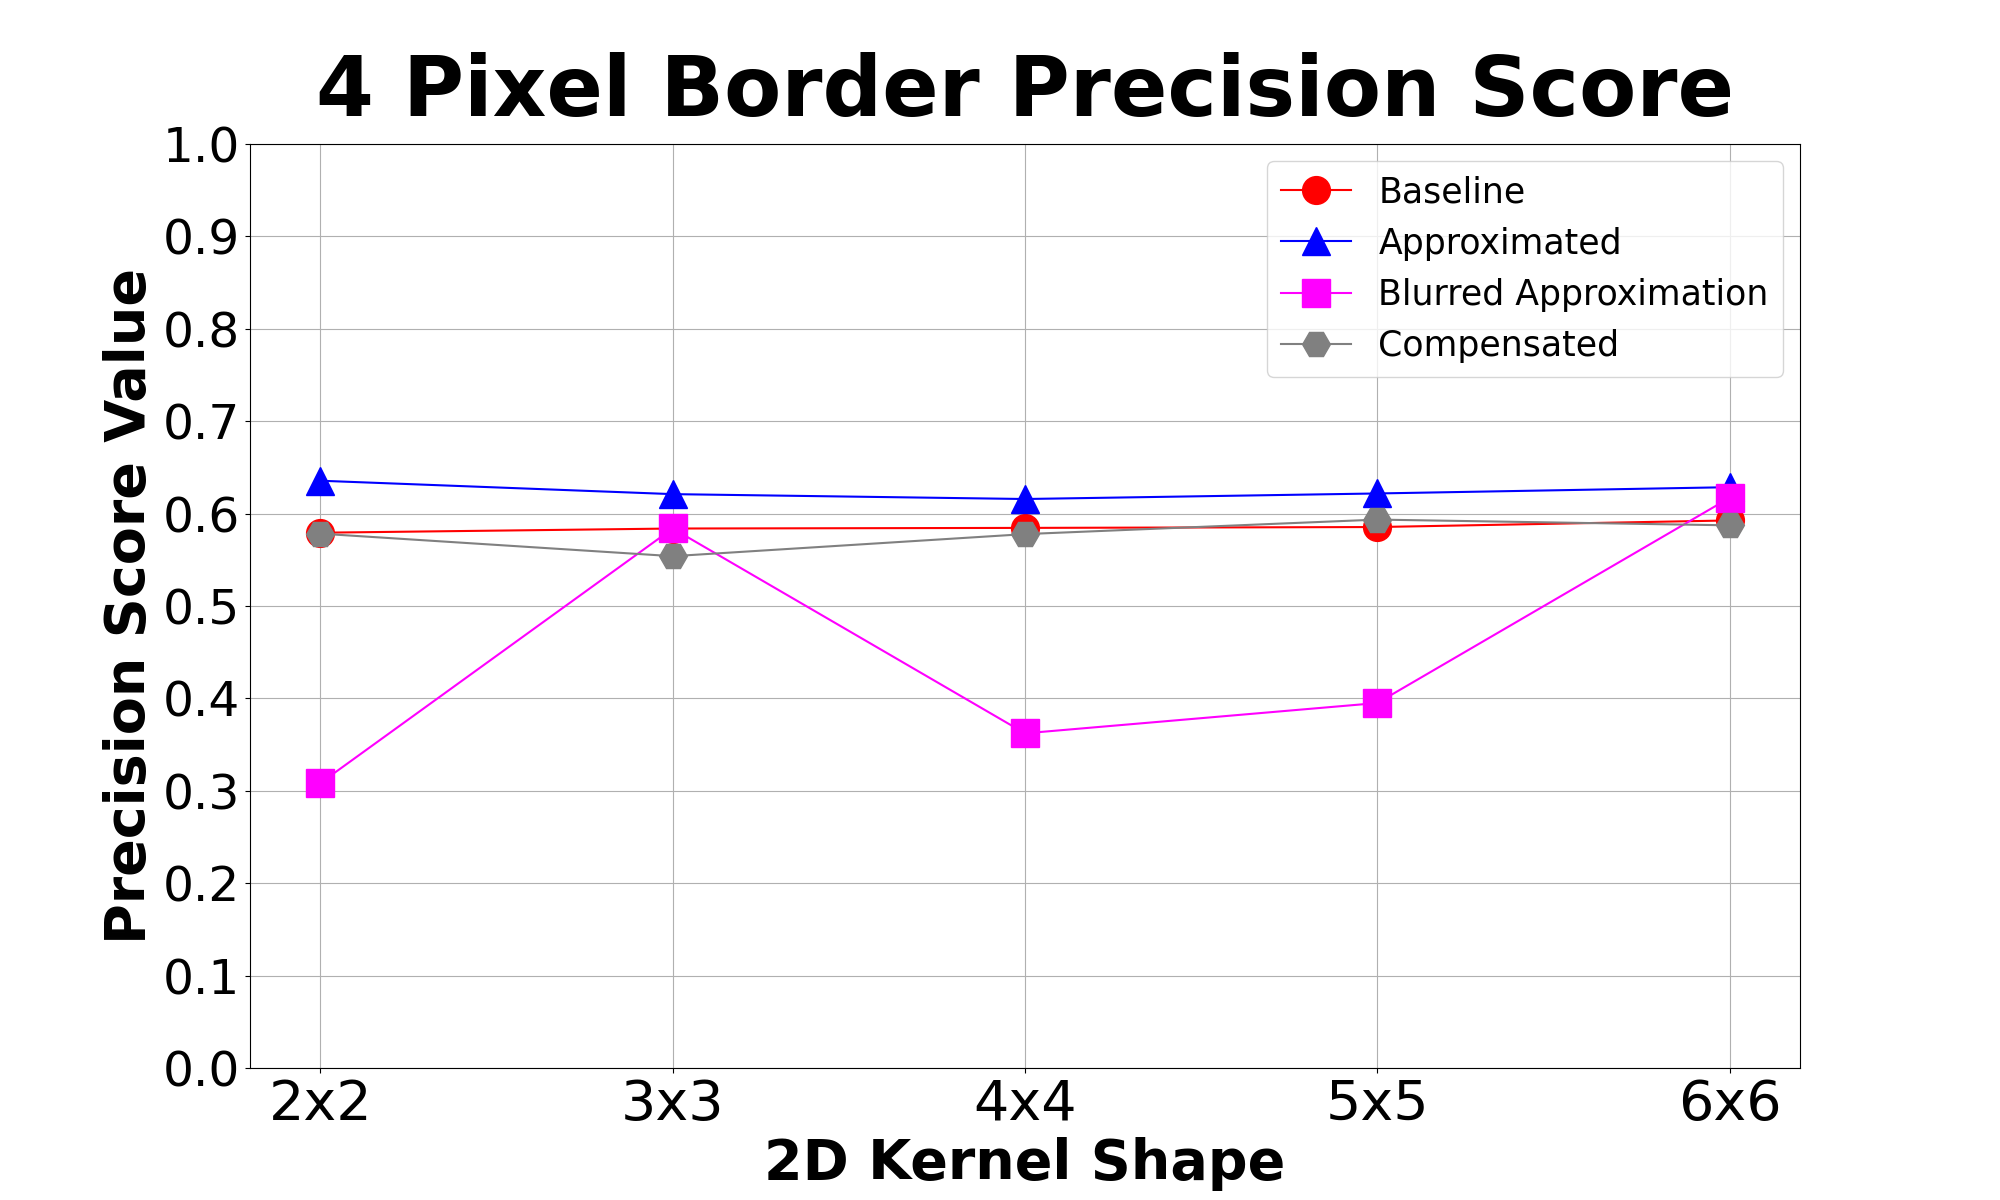 4 Pixel Border Precision Score
1.0
0.9
0.8
0.7
0.6
0.5
0.4
0.3
0.2
0.1
0.0
Precision Score Value
Baseline
Approximated
Blurred Approximation
Compensated
2x2 3x3 4x4 5x5 6x6
2D Kernel Shape